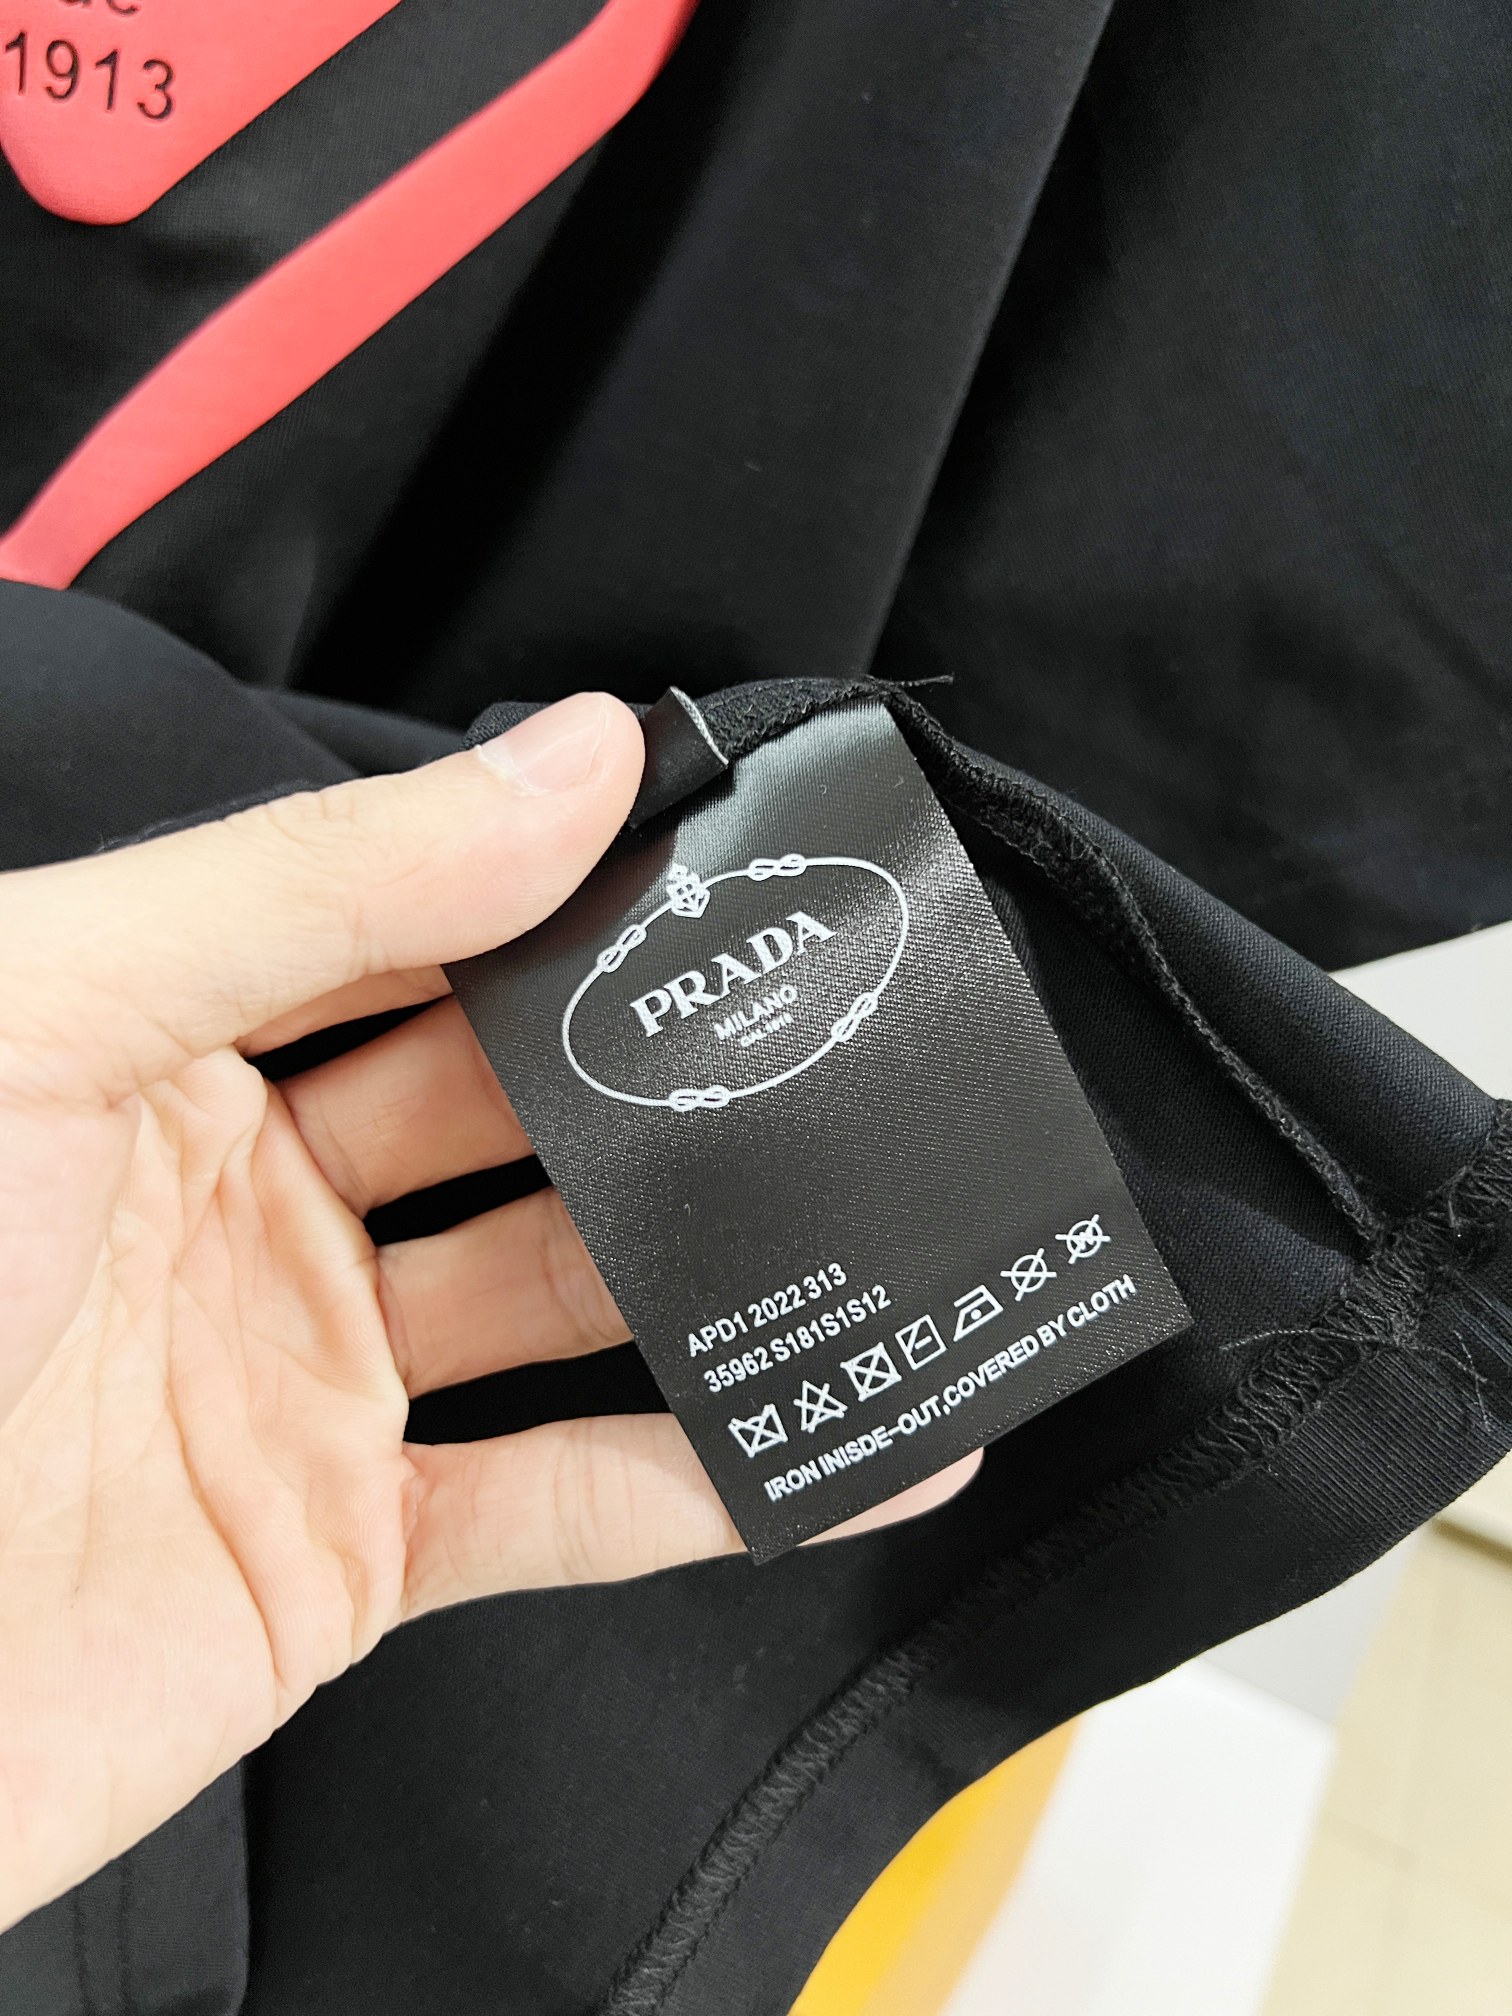 1913
PRADA
MILANO
APD1 2022 313
35962 S181S1S12
W
IRON INISDE-OUT,COVERED BY CLOTH